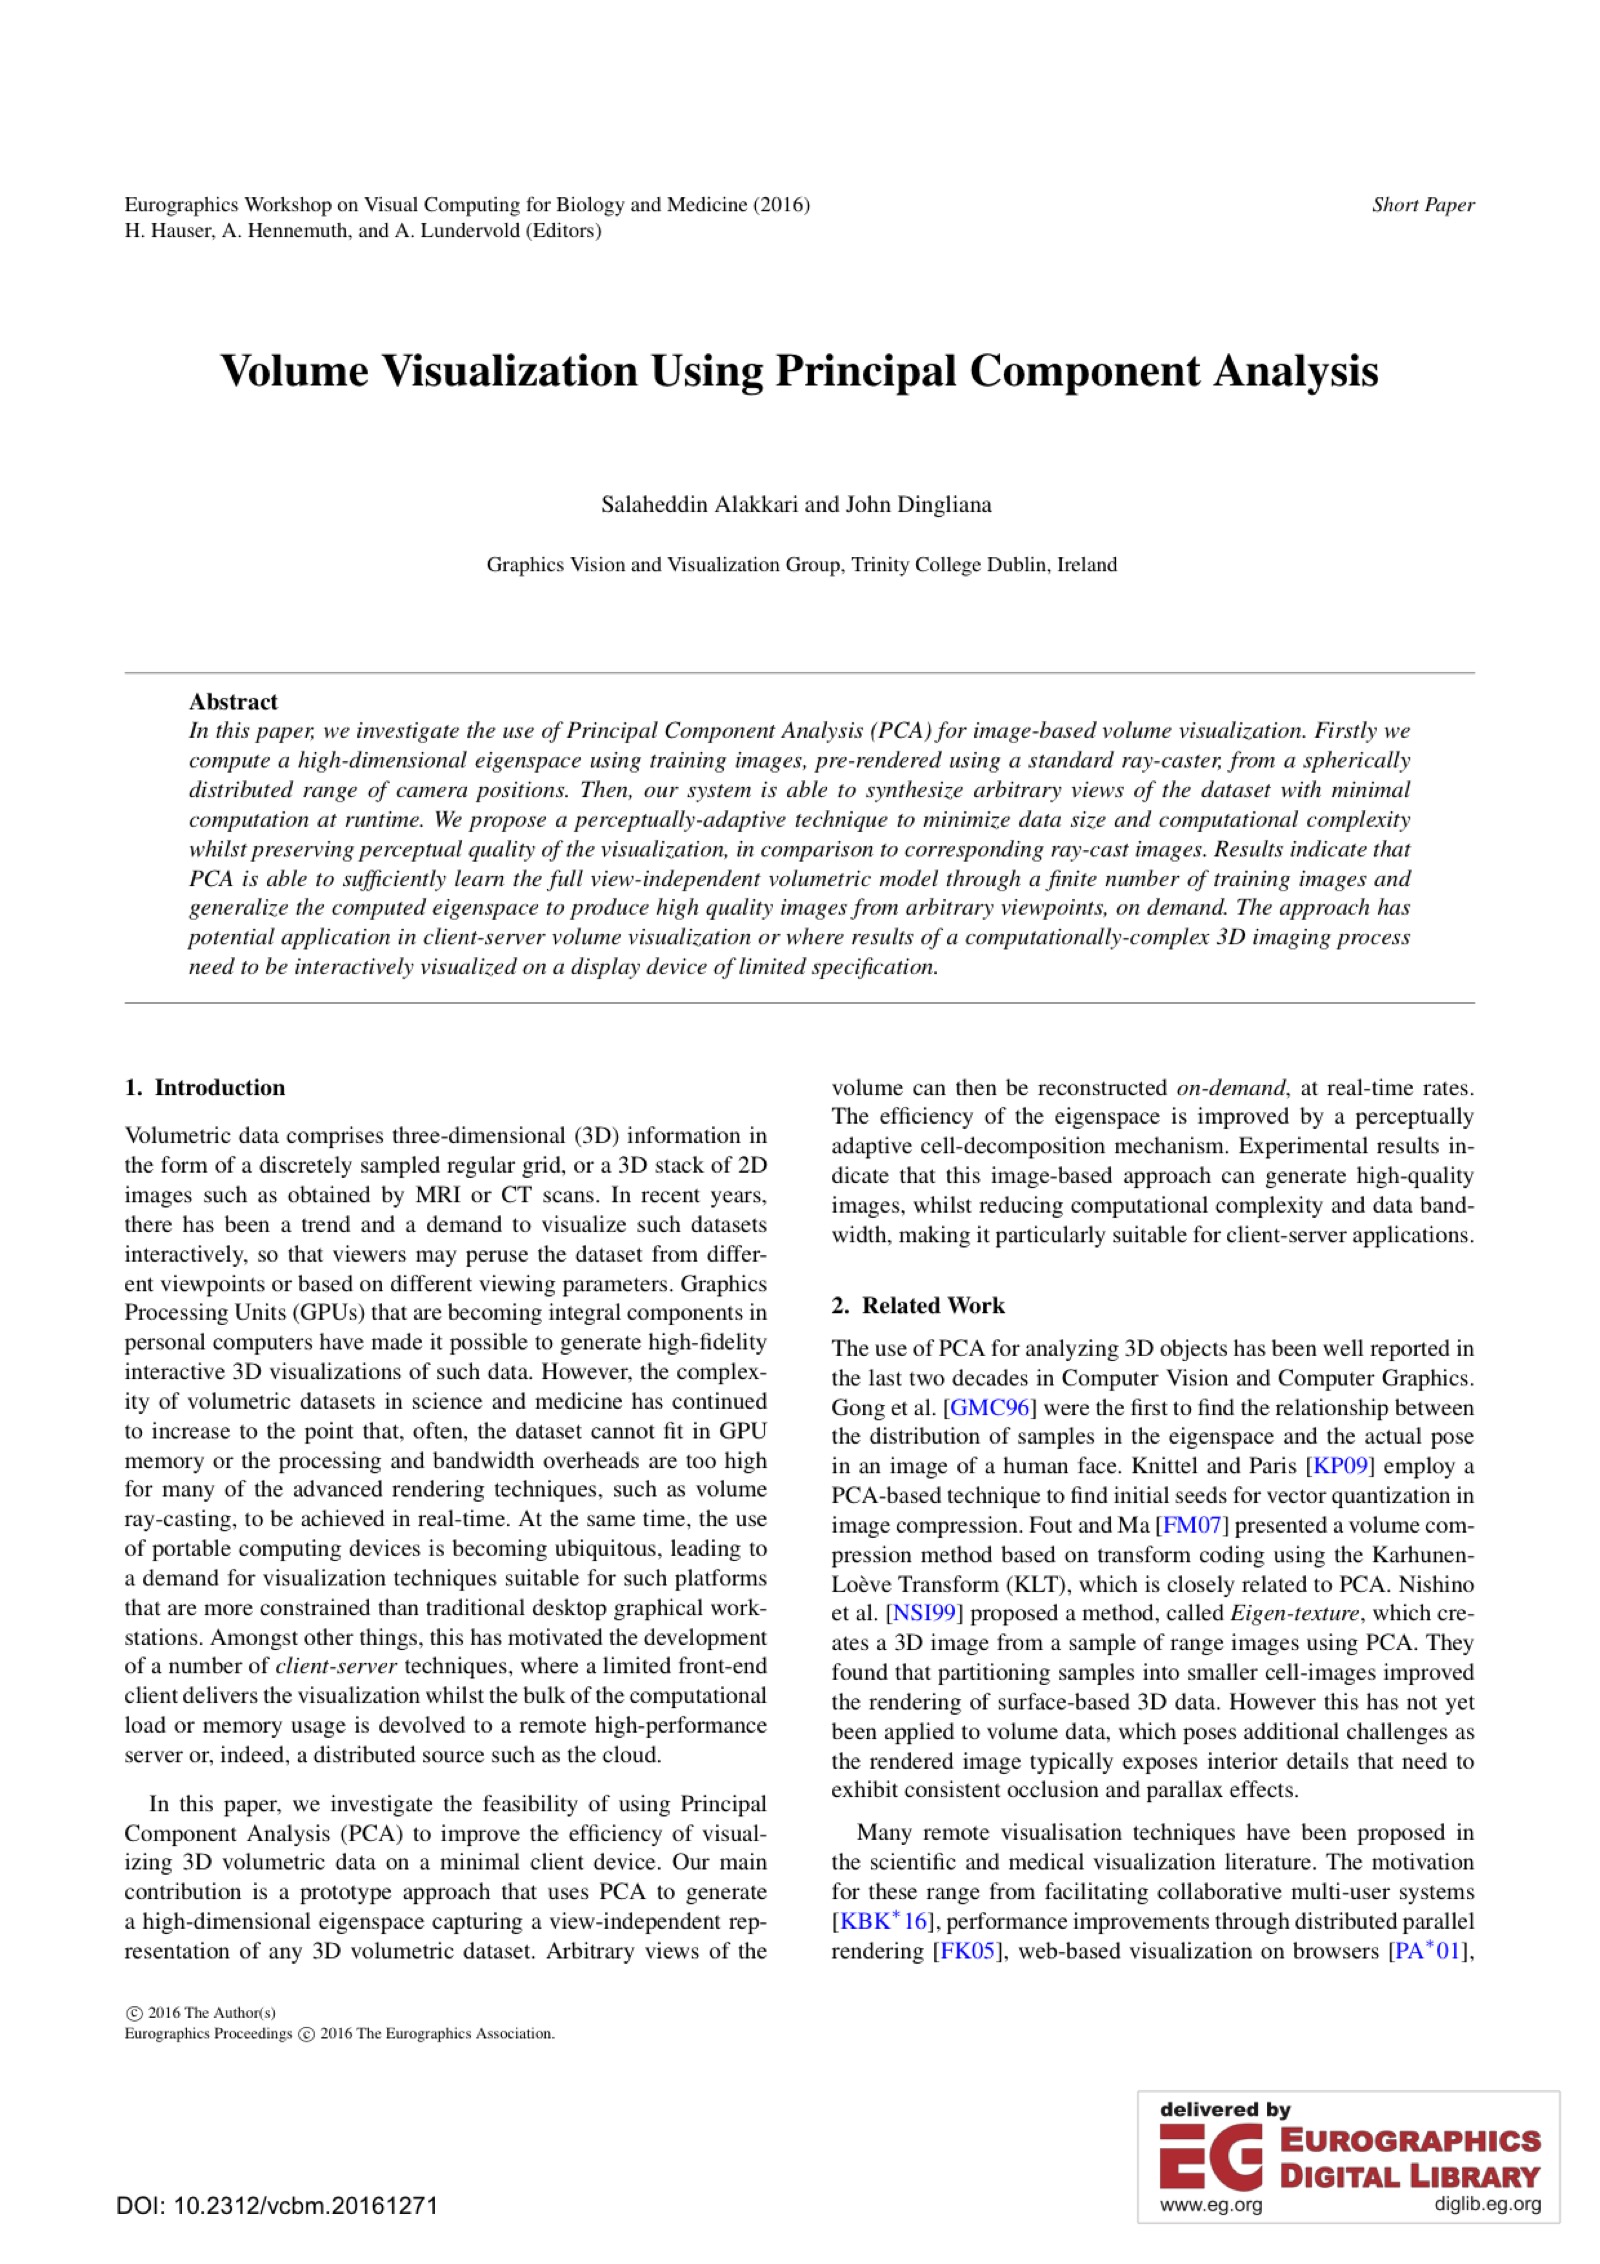 Eurographics Workshop on Visual Computing for Biology and Medicine (2016)
H. Hauser, A. Hennemuth, and A. Lundervold (Editors)
Short Paper
Volume Visualization Using Principal Component Analysis
Salaheddin Alakkari and John Dingliana
Graphics Vision and Visualization Group, Trinity College Dublin, Ireland
Abstract
In this paper, we investigate the use of Principal Component Analysis (PCA) for image-based volume visualization. Firstly we
compute a high-dimensional eigenspace using training images, pre-rendered using a standard ray-caster, from a spherically
distributed range of camera positions. Then, our system is able to synthesize arbitrary views of the dataset with minimal
computation at runtime. We propose a perceptually-adaptive technique to minimize data size and computational complexity
whilst preserving perceptual quality of the visualization, in comparison to corresponding ray-cast images. Results indicate that
PCA is able to sufficiently learn the full view-independent volumetric model through a finite number of training images and
generalize the computed eigenspace to produce high quality images from arbitrary viewpoints, on demand. The approach has
potential application in client-server volume visualization or where results of a computationally-complex 3D imaging process
need to be interactively visualized on a display device of limited specification.
1. Introduction
Volumetric data comprises three-dimensional (3D) information in
the form of a discretely sampled regular grid, or a 3D stack of 2D
images such as obtained by MRI or CT scans. In recent years,
there has been a trend and a demand to visualize such datasets
interactively, so that viewers may peruse the dataset from differ-
ent viewpoints or based on different viewing parameters. Graphics
Processing Units (GPUs) that are becoming integral components in
personal computers have made it possible to generate high-fidelity
interactive 3D visualizations of such data. However, the complex-
ity of volumetric datasets in science and medicine has continued
to increase to the point that, often, the dataset cannot fit in GPU
memory or the processing and bandwidth overheads are too high
for many of the advanced rendering techniques, such as volume
ray-casting, to be achieved in real-time. At the same time, the use
of portable computing devices is becoming ubiquitous, leading to
a demand for visualization techniques suitable for such platforms
that are more constrained than traditional desktop graphical work-
stations. Amongst other things, this has motivated the development
of a number of client-server techniques, where a limited front-end
client delivers the visualization whilst the bulk of the computational
load or memory usage is devolved to a remote high-performance
server or, indeed, a distributed source such as the cloud.
In this paper, we investigate the feasibility of using Principal
Component Analysis (PCA) to improve the efficiency of visual-
izing 3D volumetric data on a minimal client device. Our main
contribution is a prototype approach that uses PCA to generate
a high-dimensional eigenspace capturing a view-independent rep-
resentation of any 3D volumetric dataset. Arbitrary views of the
volume can then be reconstructed on-demand, at real-time rates.
The efficiency of the eigenspace is improved by a perceptually
adaptive cell-decomposition mechanism. Experimental results in-
dicate that this image-based approach can generate high-quality
images, whilst reducing computational complexity and data band-
width, making it particularly suitable for client-server applications.
2. Related Work
The use of PCA for analyzing 3D objects has been well reported in
the last two decades in Computer Vision and Computer Graphics.
Gong et al. [GMC96] were the first to find the relationship between
the distribution of samples in the eigenspace and the actual pose
in an image of a human face. Knittel and Paris [KP09] employ a
PCA-based technique to find initial seeds for vector quantization in
image compression. Fout and Ma [FM07] presented a volume com-
pression method based on transform coding using the Karhunen-
Loève Transform (KLT), which is closely related to PCA. Nishino
et al. [NSI99] proposed a method, called Eigen-texture, which cre-
ates a 3D image from a sample of range images using PCA. They
found that partitioning samples into smaller cell-images improved
the rendering of surface-based 3D data. However this has not yet
been applied to volume data, which poses additional challenges as
the rendered image typically exposes interior details that need to
exhibit consistent occlusion and parallax effects.
Many remote visualisation techniques have been proposed in
the scientific and medical visualization literature. The motivation
for these range from facilitating collaborative multi-user systems
[KBK*16], performance improvements through distributed parallel
rendering [FK05], web-based visualization on browsers [PA*01],
© 2016 The Author(s)
Eurographics Proceedings © 2016 The Eurographics Association.
delivered by
EG EUROGRAPHICS
DIGITAL LIBRARY
www.eg.org diglib.eg.org
DOI: 10.2312/vcbm.20161271